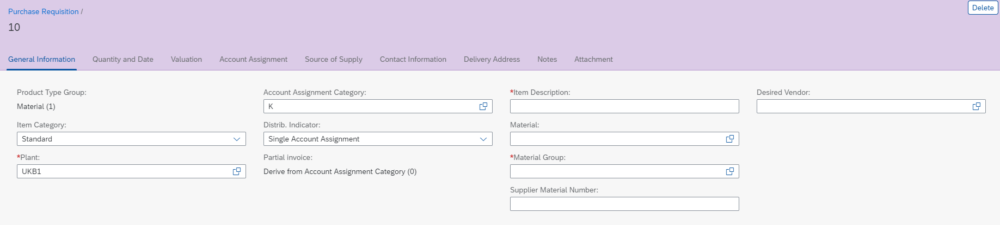 Purchase Requisition /
Delete
10
General Information
Quantity and Date
Valuation
Account Assignment
Source of Supply
Contact Information
Delivery Address
Notes
Attachment
Product Type Group:
Material (1)
Item Category:
Standard
*Plant:
UKB1
Account Assignment Category:
K
Distrib. Indicator:
Single Account Assignment
Partial invoice:
Derive from Account Assignment Category (0)
*Item Description:
Material:
*Material Group:
Supplier Material Number:
Desired Vendor: